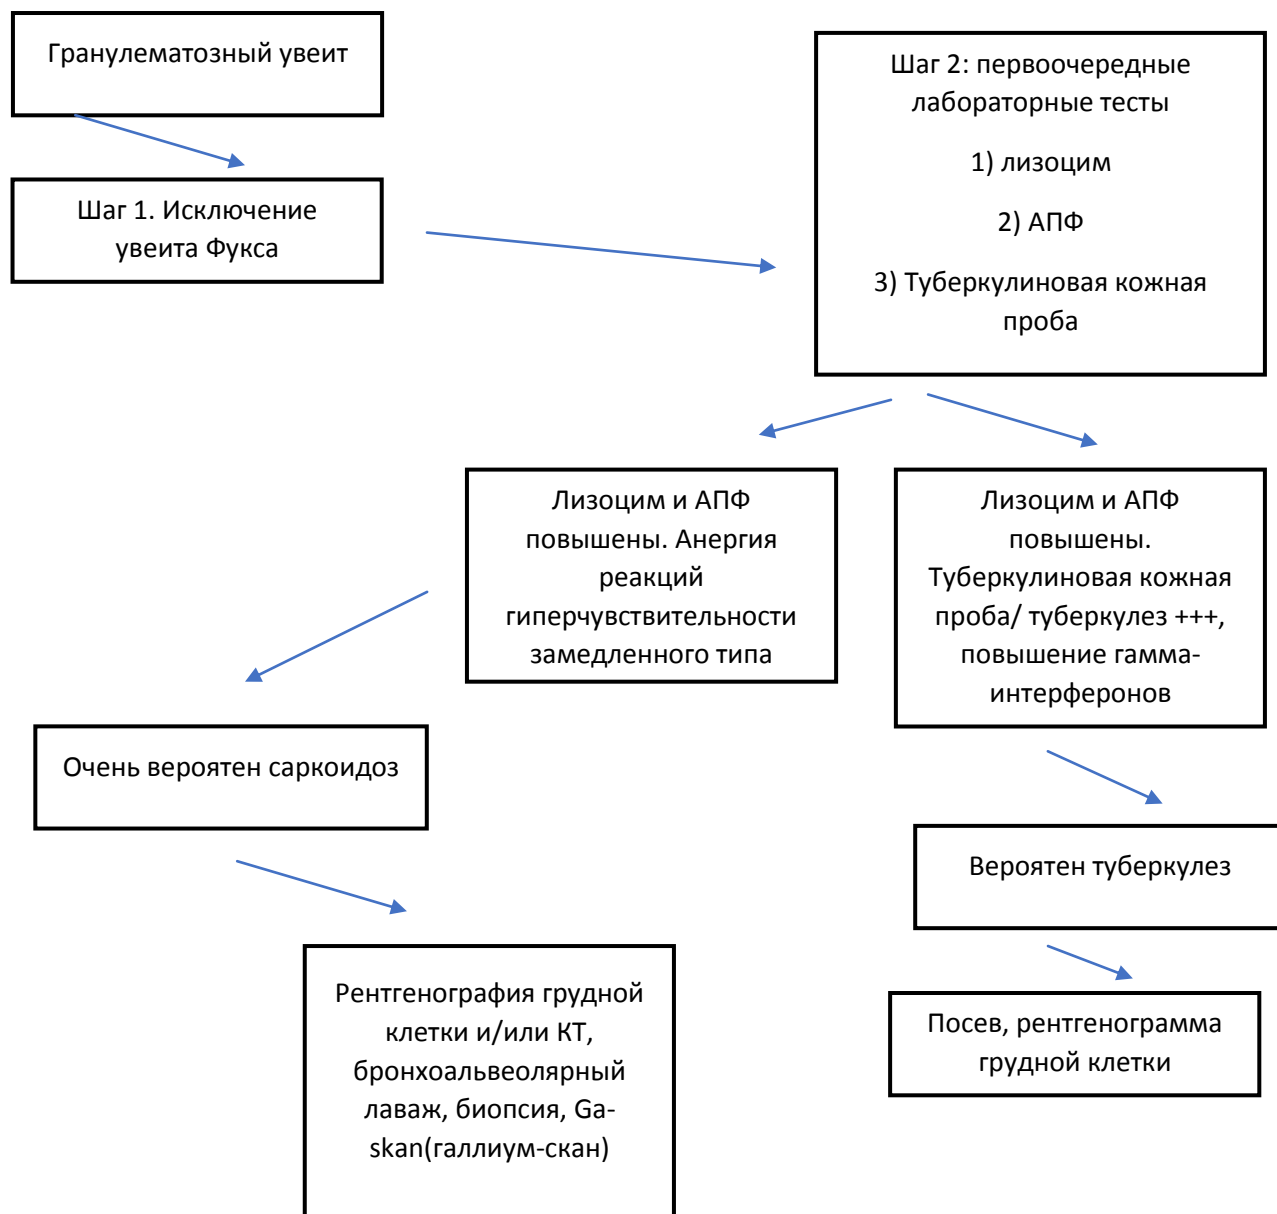 Гранулематозный увеит
Шаг 1. Исключение
увеита Фукса
Шаг 2: первоочередные
лабораторные тесты
1) лизоцим
2) АПФ
3) Туберкулиновая кожная
проба
Лизоцим и АПФ
повышены. Анергия
реакций
гиперчувствительности
замедленного типа
Лизоцим и АПФ
повышены.
Туберкулиновая кожная
проба/ туберкулез +++,
повышение гамма-
интерферонов
Очень вероятен саркоидоз
Вероятен туберкулез
Рентгенография грудной
клетки и/или КТ,
бронхоальвеолярный
лаваж, биопсия, Ga-
skan(галлиум-скан)
Посев, рентгенограмма
грудной клетки